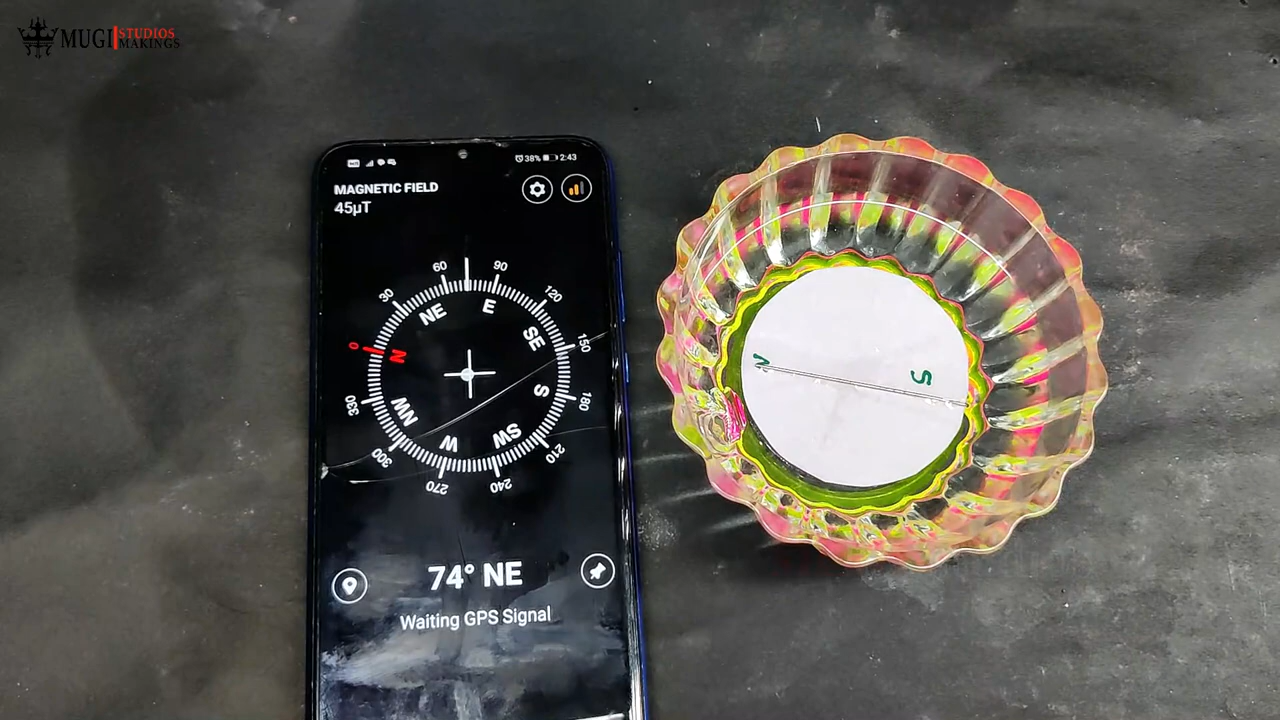 MUGI STUDIOS
MAKINGS
38% 2:43
MAGNETIC FIELD
45µT
60
90
30
120
NE
E
SE
0
N
150
S
330
180
NW
W
SW
300
210
270
240
N
S
74° NE
Waiting GPS Signal